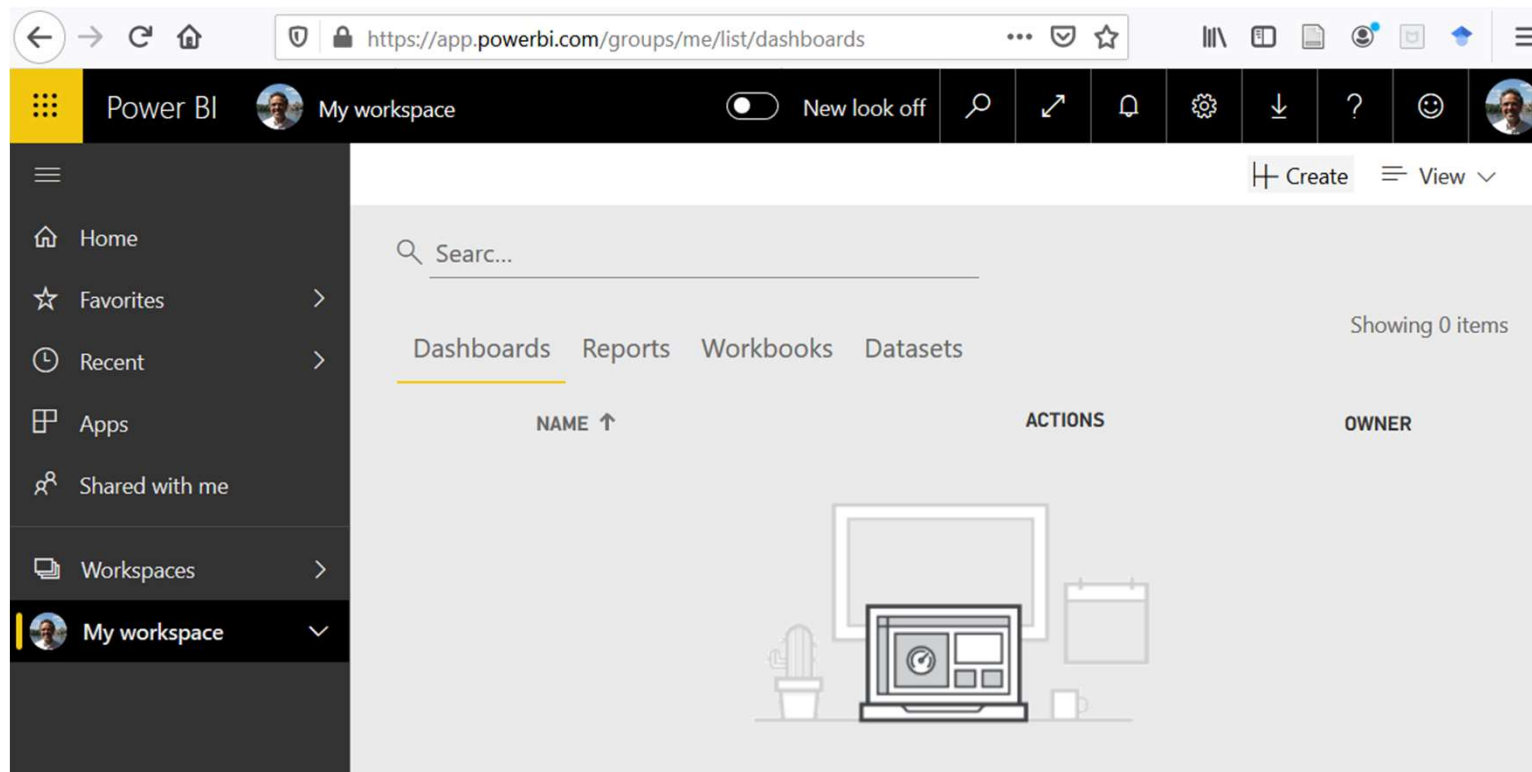 https://app.powerbi.com/groups/me/list/dashboards
Power BI My workspace New look off ?
Create View
Home
Searc...
Favorites
Showing 0 items
Recent
Dashboards Reports Workbooks Datasets
Apps
NAME ↑ ACTIONS OWNER
Shared with me
Workspaces
My workspace